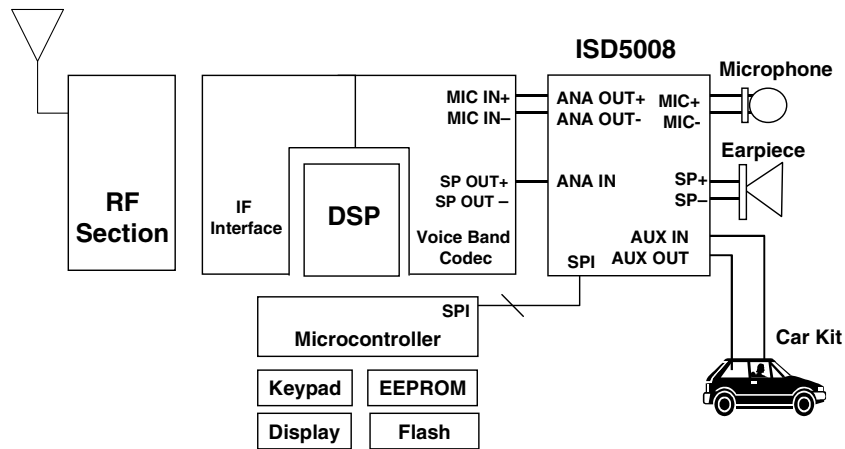 ISD5008
Microphone
MIC IN+
MIC IN–
ANA OUT+
ANA OUT-
MIC+
MIC-
Earpiece
SP OUT+
SP OUT –
ANA IN
SP+
SP–
RF
Section
IF
Interface
DSP
Voice Band
Codec
AUX IN
AUX OUT
SPI
SPI
Microcontroller
Car Kit
Keypad
EEPROM
Display
Flash